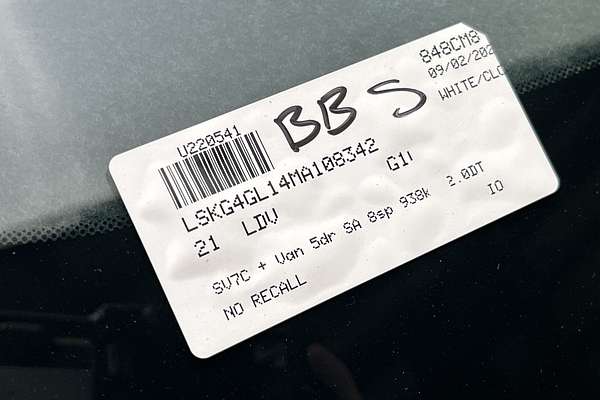 848CM8
09/02/202
WHITE/CLO
BBS
U220541
LSKG4GL14MA108342
G1
21 LDV
SV7C + Van 5dr SA 8sp 938k 2.0DT
IO
NO RECALL